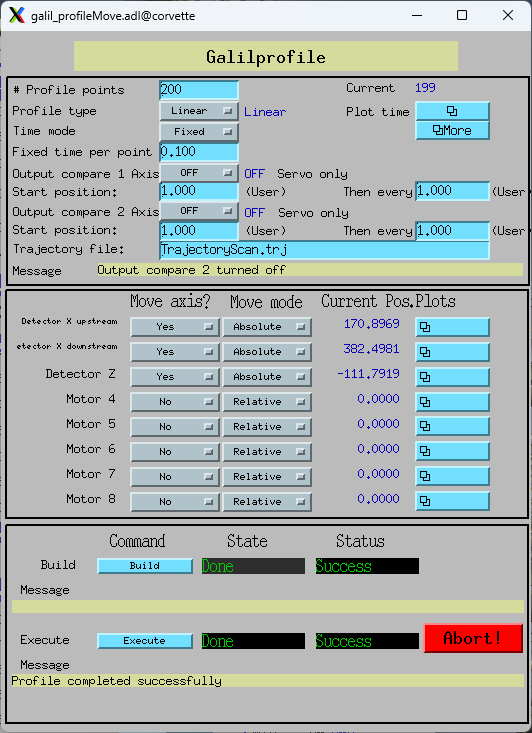 galil_profileMove.adl@corvette
Galilprofile
# Profile points 200 Current 199
Profile type Linear Linear Plot time
Time mode Fixed More
Fixed time per point 0.100
Output compare 1 Axis OFF OFF Servo only
Start position: 1.000 (User) Then every 1.000 (User
Output compare 2 Axis OFF OFF Servo only
Start position: 1.000 (User) Then every 1.000 (User
Trajectory file: TrajectoryScan.trj
Message Output compare 2 turned off
Move axis? Move mode Current Pos. Plots
Detector X upstream Yes Absolute 170.8969
etector X downstream Yes Absolute 382.4981
Detector Z Yes Absolute -111.7919
Motor 4 No Relative 0.0000
Motor 5 No Relative 0.0000
Motor 6 No Relative 0.0000
Motor 7 No Relative 0.0000
Motor 8 No Relative 0.0000
Command State Status
Build Build Done Success
Message
Execute Execute Done Success Abort!
Message
Profile completed successfully